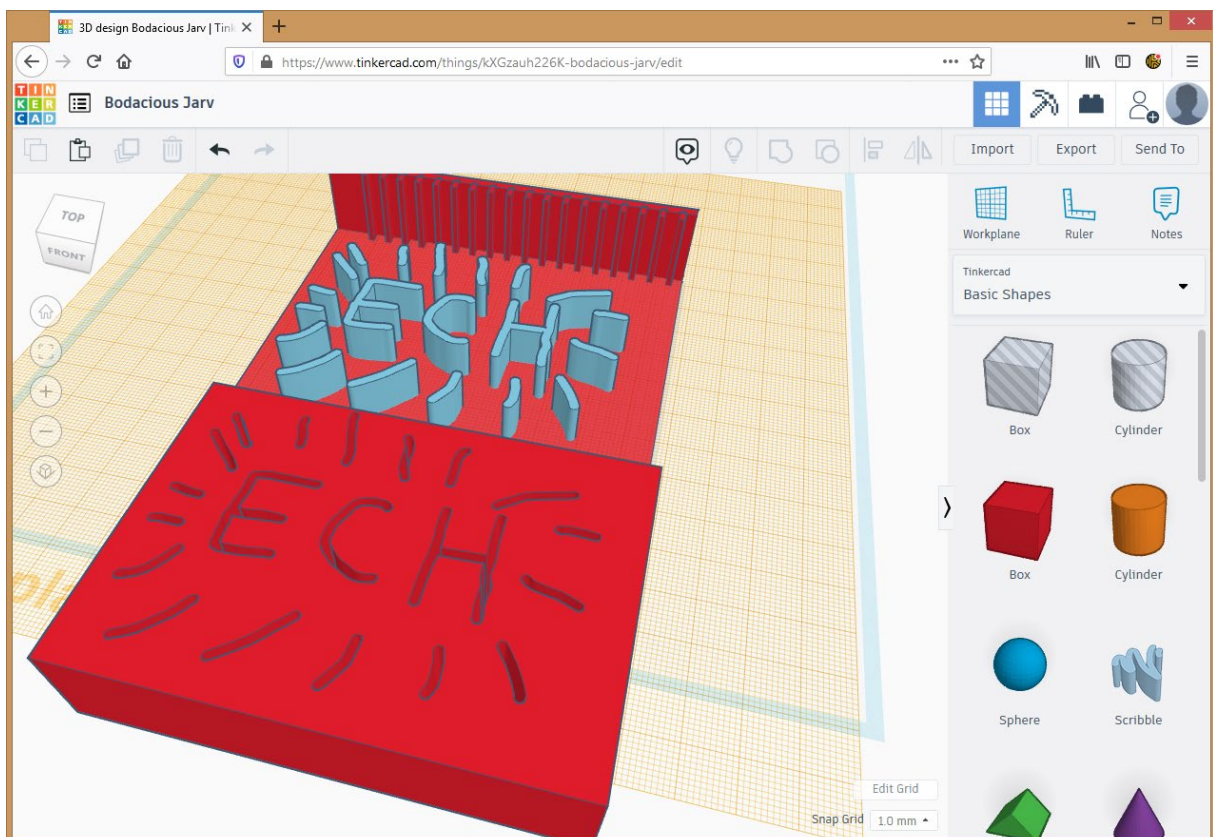 3D design Bodacious Jarv | Tink
https://www.tinkercad.com/things/kXGzauh226K-bodacious-jarv/edit
TIN
KER
CAD
Bodacious Jarv
Import Export Send To
TOP
FRONT
Workplane Ruler Notes
Tinkercad
Basic Shapes
ECH
ECH
Box Cylinder
Box Cylinder
Sphere Scribble
Edit Grid
Snap Grid 1.0 mm